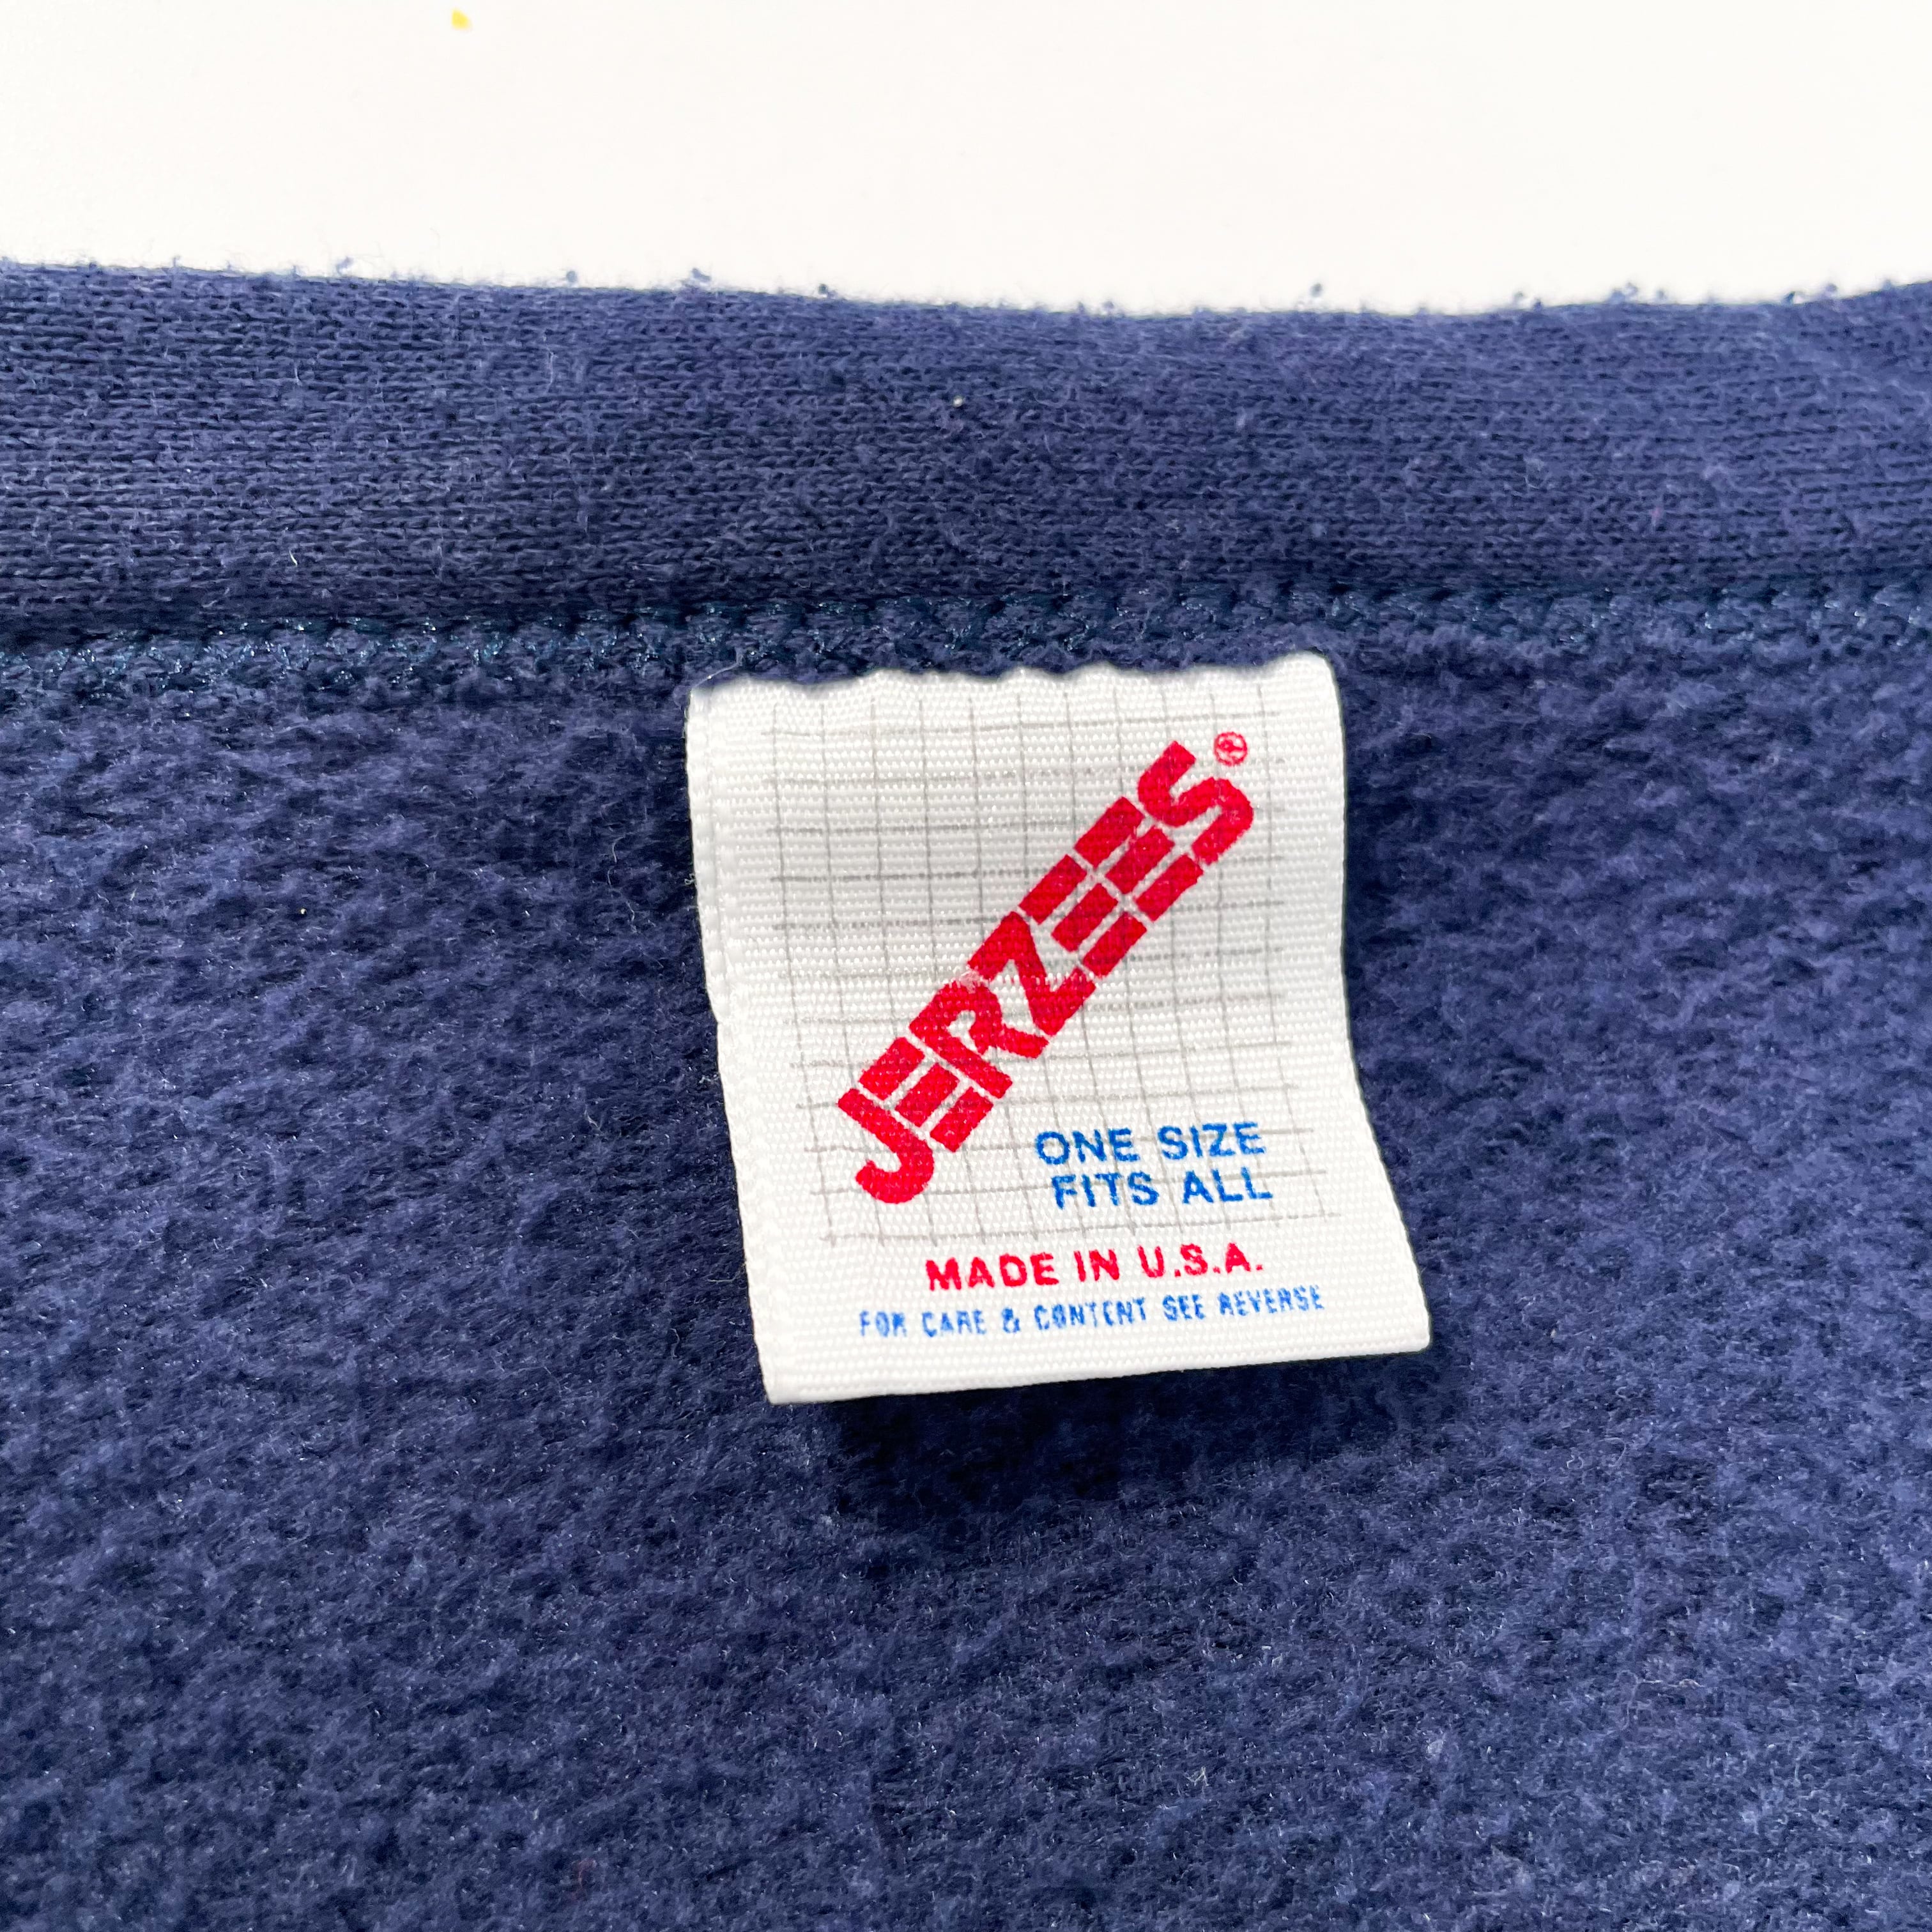 JERZEES®
ONE SIZE
FITS ALL
MADE IN U.S.A.
FOR CARE & CONTENT SEE REVERSE